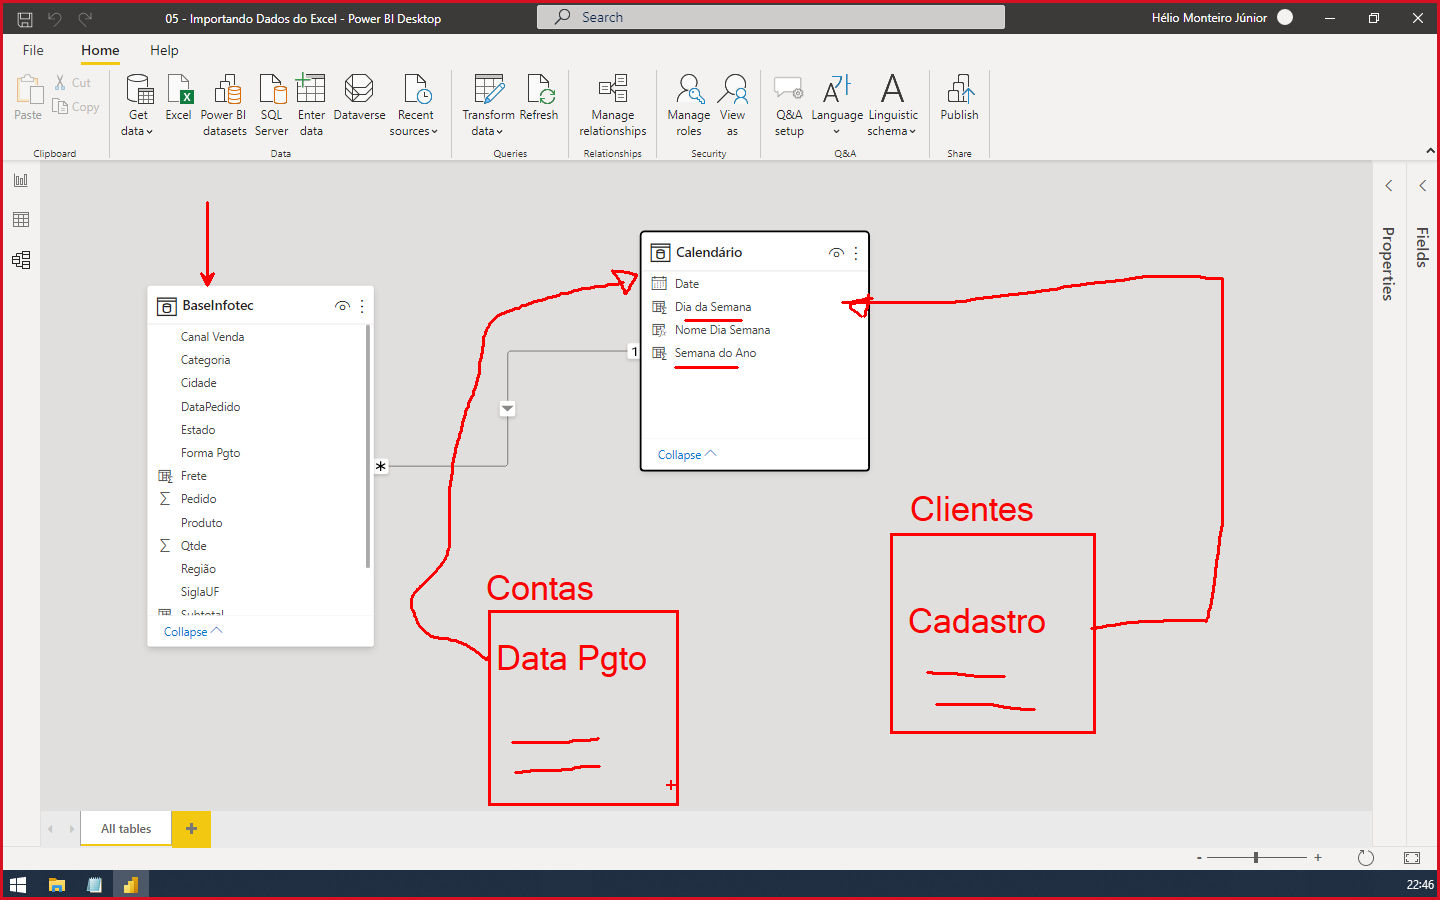 05 - Importando Dados do Excel - Power BI Desktop
Search
Hélio Monteiro Júnior
File
Home
Help
Paste
Cut
Copy
Get data
Excel
Power BI datasets
SQL Server
Enter data
Dataverse
Recent sources
Transform data
Refresh
Manage relationships
Manage roles
View as
Q&A setup
Language
Linguistic schema
Publish
Clipboard
Data
Queries
Relationships
Security
Q&A
Share
BaseInfotec
Canal Venda
Categoria
Cidade
DataPedido
Estado
Forma Pgto
Frete
Pedido
Produto
Qtde
Região
SiglaUF
Subtotal
Collapse
*
1
Calendário
Date
Dia da Semana
Nome Dia Semana
Semana do Ano
Collapse
Contas
Data Pgto
Clientes
Cadastro
Properties
Fields
All tables
22:46